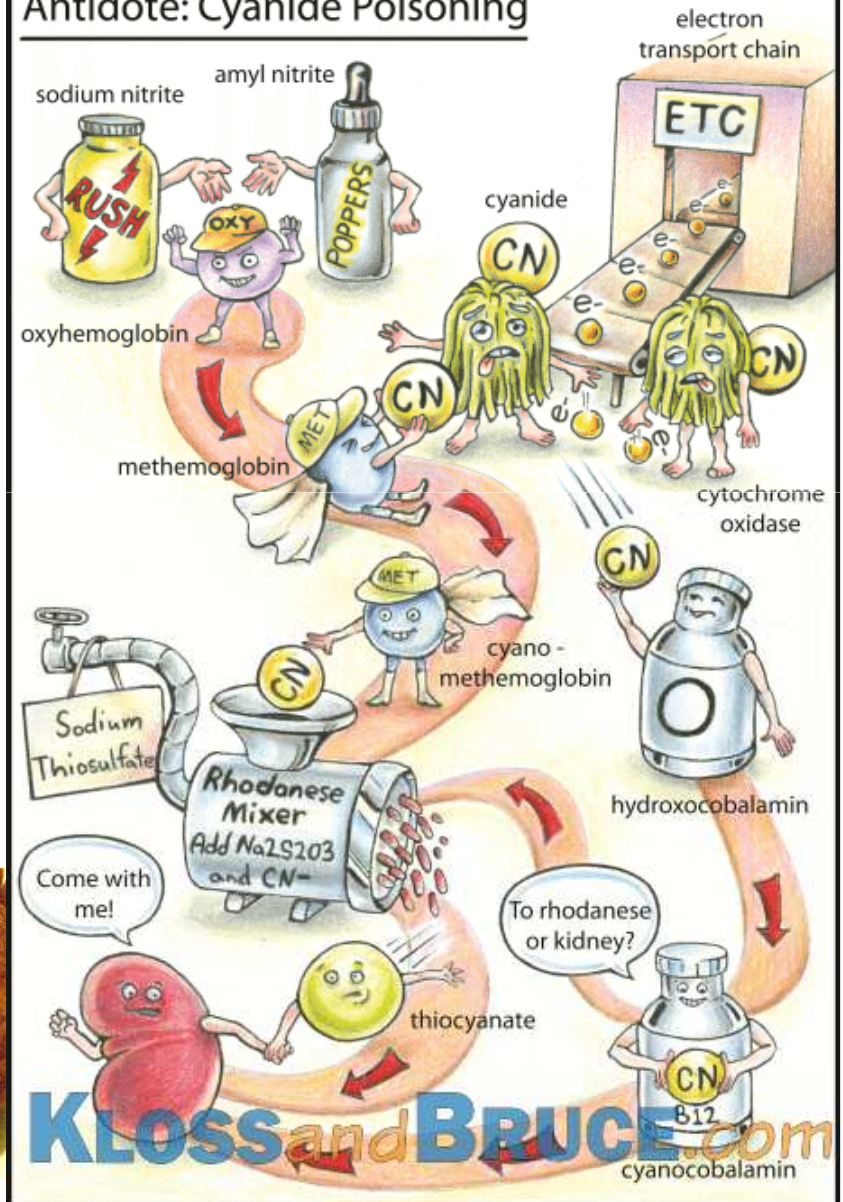 Antidote: Cyanide Poisoning
electron
transport chain
amyl nitrite
sodium nitrite
ETC
RUSH
POPPERS
cyanide
OXY
CN
e-
e-
e-
e-
e-
oxyhemoglobin
CN
CN
MET
e-
e-
methemoglobin
cytochrome
oxidase
CN
MET
cyano -
methemoglobin
CN
O
Sodium
Thiosulfate
Rhodanese
Mixer
Add Na2S2O3
and CN-
hydroxocobalamin
Come with
me!
To rhodanese
or kidney?
thiocyanate
CN
B12
KLOSSandBRUCE.com
cyanocobalamin